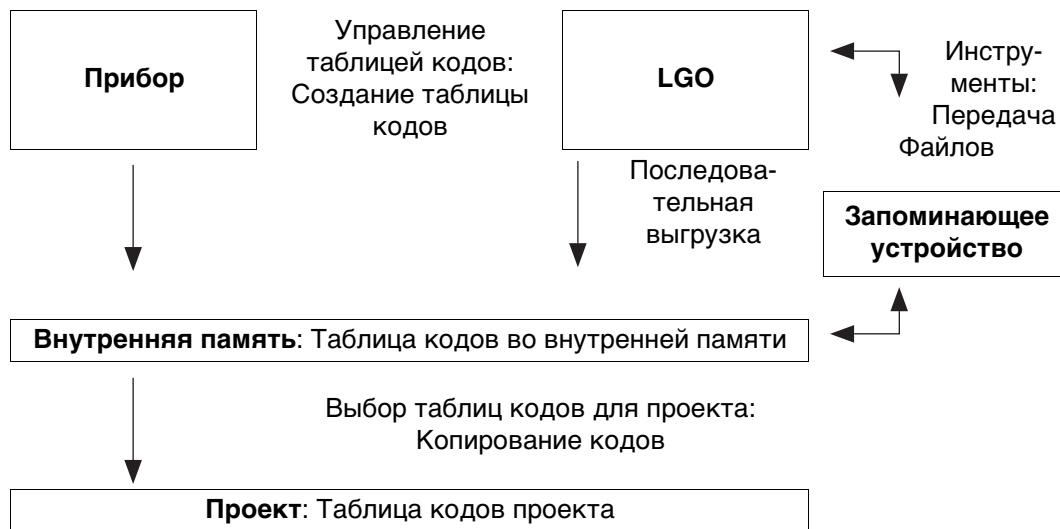 Прибор
Управление
таблицей кодов:
Создание таблицы
кодов
LGO
Инстру-
менты:
Передача
Файлов
Последова-
тельная
выгрузка
Запоминающее
устройство
Внутренняя память: Таблица кодов во внутренней памяти
Выбор таблиц кодов для проекта:
Копирование кодов
Проект: Таблица кодов проекта